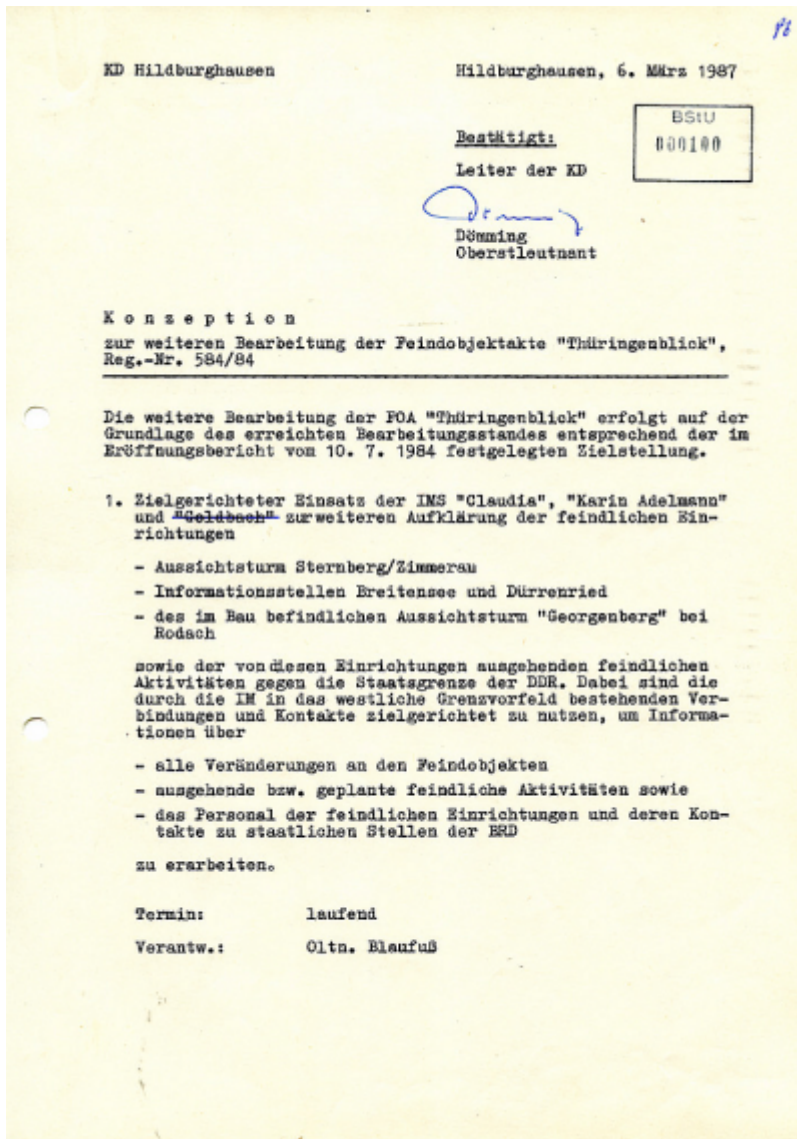 KD Hildburghausen
Hildburghausen, 6. März 1987
BStU
000100
Bestätigt:
Leiter der KD
Dömming
Oberstleutnant
K o n z e p t i o n
zur weiteren Bearbeitung der Feindobjektakte "Thüringenblick",
Reg.-Nr. 584/84
Die weitere Bearbeitung der FOA "Thüringenblick" erfolgt auf der
Grundlage des erreichten Bearbeitungsstandes entsprechend der im
Eröffnungsbericht vom 10. 7. 1984 festgelegten Zielstellung.
1. Zielgerichteter Einsatz der IMS "Claudia", "Karin Adelmann"
und "Goldbach" zurweiteren Aufklärung der feindlichen Ein-
richtungen
- Aussichtsturm Sternberg/Zimmerau
- Informationsstellen Breitensee und Dürrenried
- des im Bau befindlichen Aussichtsturm "Georgenberg" bei
Rodach
sowie der von diesen Einrichtungen ausgehenden feindlichen
Aktivitäten gegen die Staatsgrenze der DDR. Dabei sind die
durch die IM in das westliche Grenzvorfeld bestehenden Ver-
bindungen und Kontakte zielgerichtet zu nutzen, um Informa-
tionen über
- alle Veränderungen an den Feindobjekten
- ausgehende bzw. geplante feindliche Aktivitäten sowie
- das Personal der feindlichen Einrichtungen und deren Kon-
takte zu staatlichen Stellen der BRD
zu erarbeiten.
Termin: laufend
Verantw.: Oltn. Blaufuß